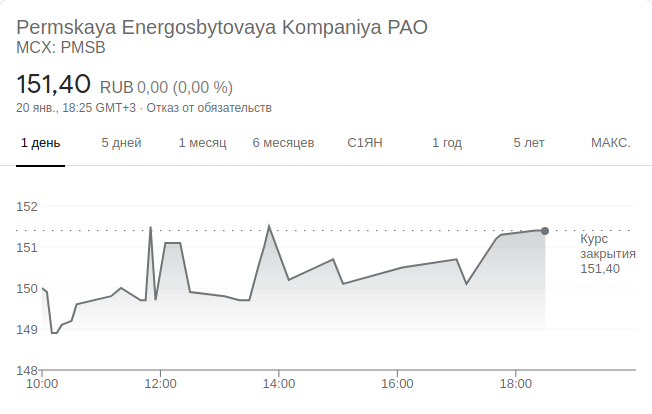 Permskaya Energosbytovaya Kompaniya PAO
MCX: PMSB
151,40 RUB 0,00 (0,00 %)
20 янв., 18:25 GMT+3 · Отказ от обязательств
1 день 5 дней 1 месяц 6 месяцев С1ЯН 1 год 5 лет МАКС.
152
151
150
149
148
Курс
закрытия
151,40
10:00 12:00 14:00 16:00 18:00